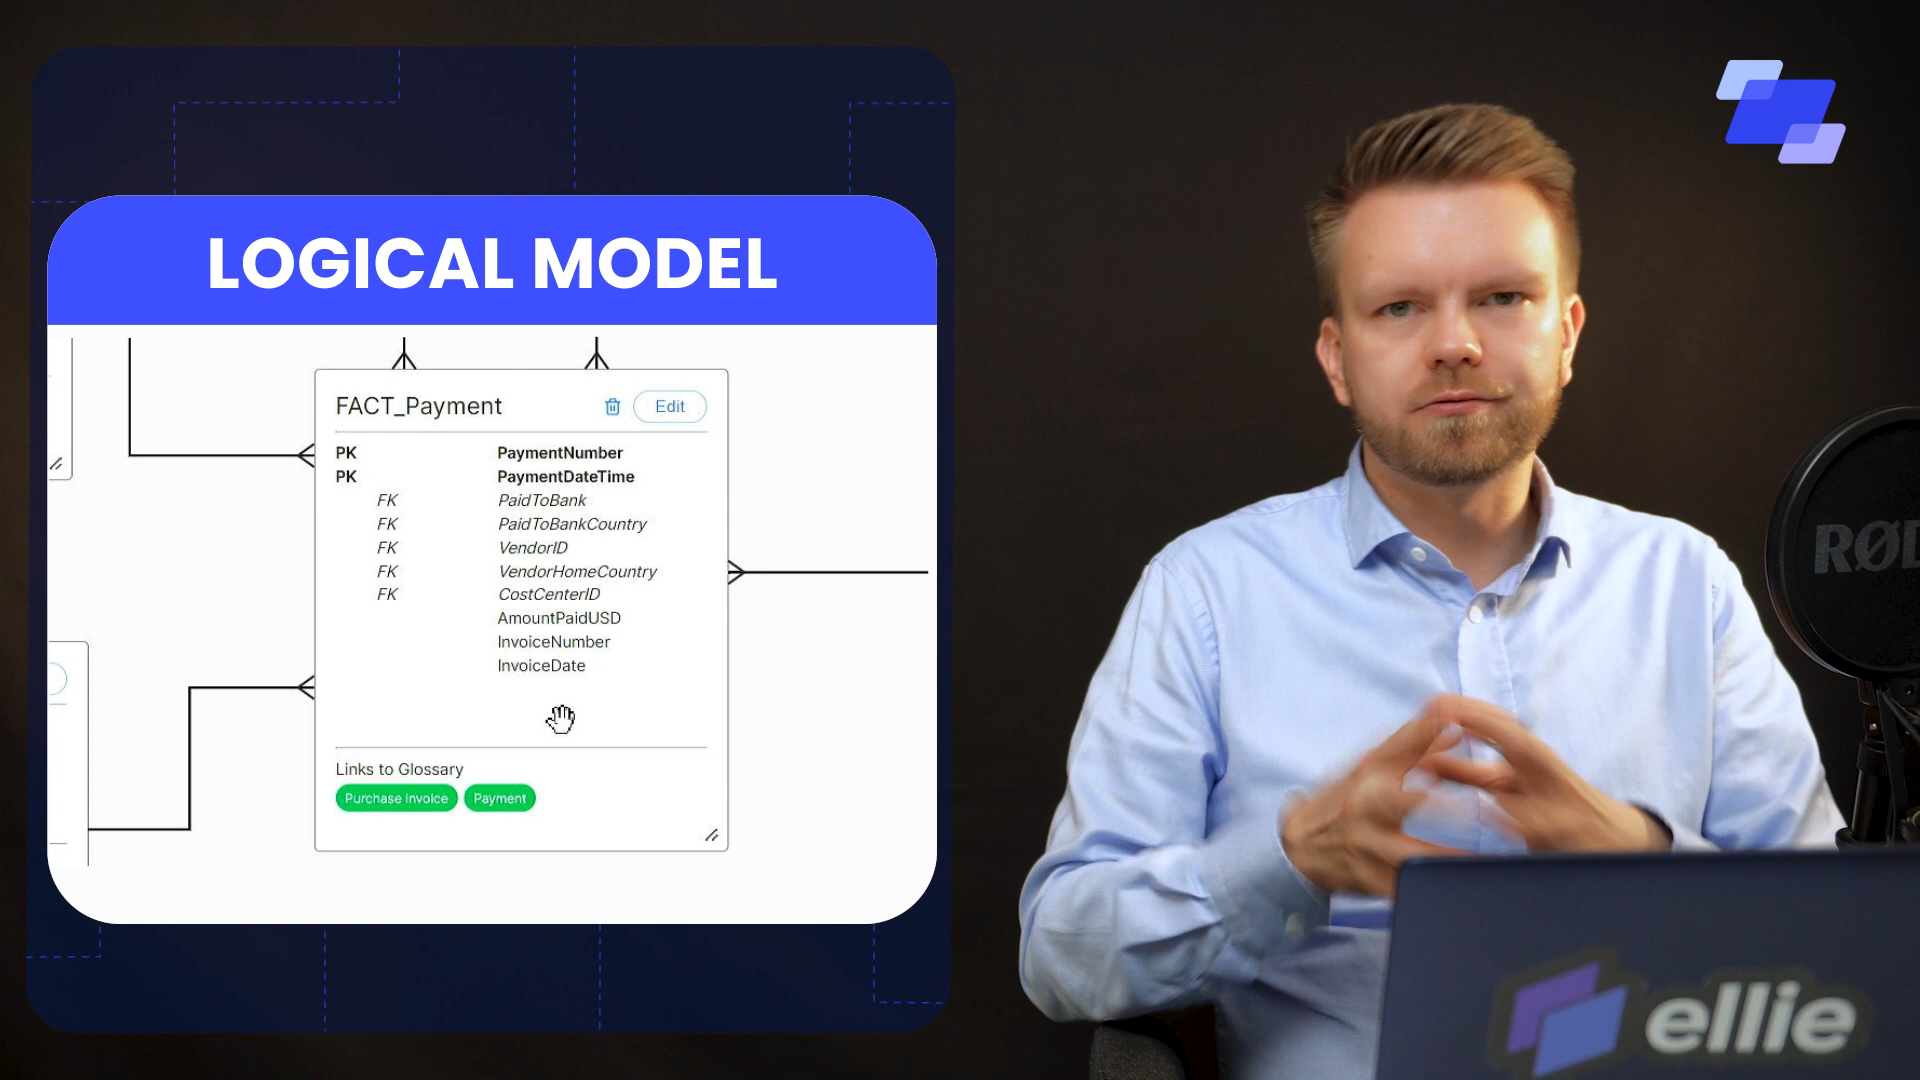 LOGICAL MODEL
FACT_Payment
Edit
PK PaymentNumber
PK PaymentDateTime
FK PaidToBank
FK PaidToBankCountry
FK VendorID
FK VendorHomeCountry
FK CostCenterID
AmountPaidUSD
InvoiceNumber
InvoiceDate
Links to Glossary
Purchase Invoice Payment
RØD
ellie